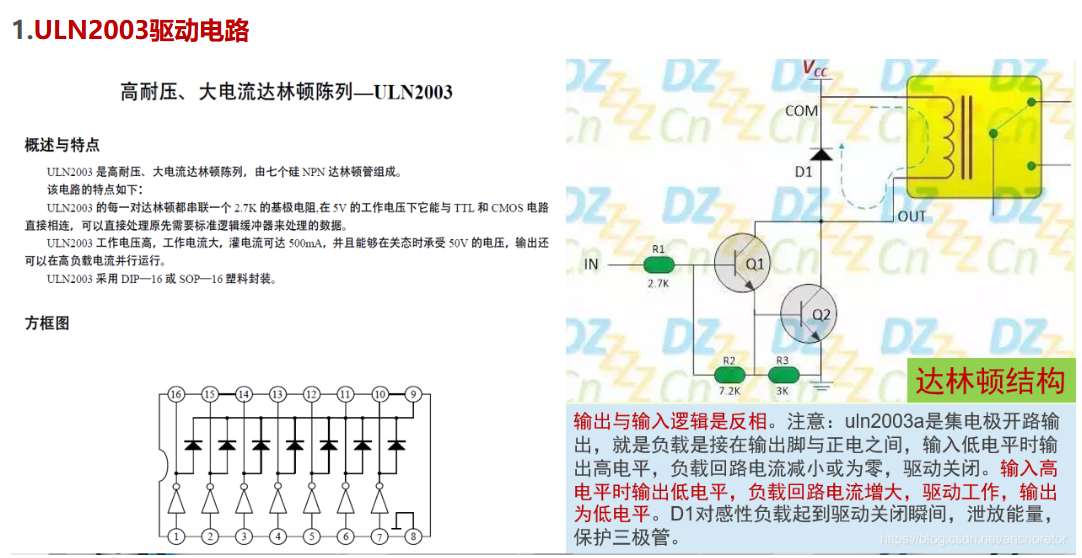 1.ULN2003驱动电路
高耐压、大电流达林顿陈列—ULN2003
概述与特点
ULN2003 是高耐压、大电流达林顿陈列，由七个硅 NPN 达林顿管组成。
该电路的特点如下：
ULN2003 的每一对达林顿都串联一个 2.7K 的基极电阻,在 5V 的工作电压下它能与 TTL 和 CMOS 电路
直接相连，可以直接处理原先需要标准逻辑缓冲器来处理的数据。
ULN2003 工作电压高，工作电流大，灌电流可达 500mA，并且能够在关态时承受 50V 的电压，输出还
可以在高负载电流并行运行。
ULN2003 采用 DIP—16 或 SOP—16 塑料封装。
方框图
16 15 14 13 12 11 10 9
1 2 3 4 5 6 7 8
VCC
COM
D1
OUT
IN
R1
2.7K
Q1
Q2
R2
7.2K
R3
3K
DZ
zzz
Cn
达林顿结构
输出与输入逻辑是反相。注意：uln2003a是集电极开路输
出，就是负载是接在输出脚与正电之间，输入低电平时输
出高电平，负载回路电流减小或为零，驱动关闭。输入高
电平时输出低电平，负载回路电流增大，驱动工作，输出
为低电平。D1对感性负载起到驱动关闭瞬间，泄放能量，
保护三极管。
https://blog.csdn.net/anchoretor